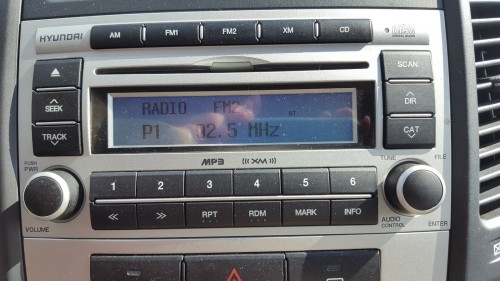 HYUNDAI AM FM1 FM2 XM CD
SCAN
RADIO FM2
ST
P1 92.5 MHz
SEEK
TRACK
DIR
CAT
MP3 ((XM))
PUSH
PWR
TUNE FILE
1 2 3 4 5 6
RPT RDM MARK INFO
VOLUME
AUDIO
CONTROL
ENTER